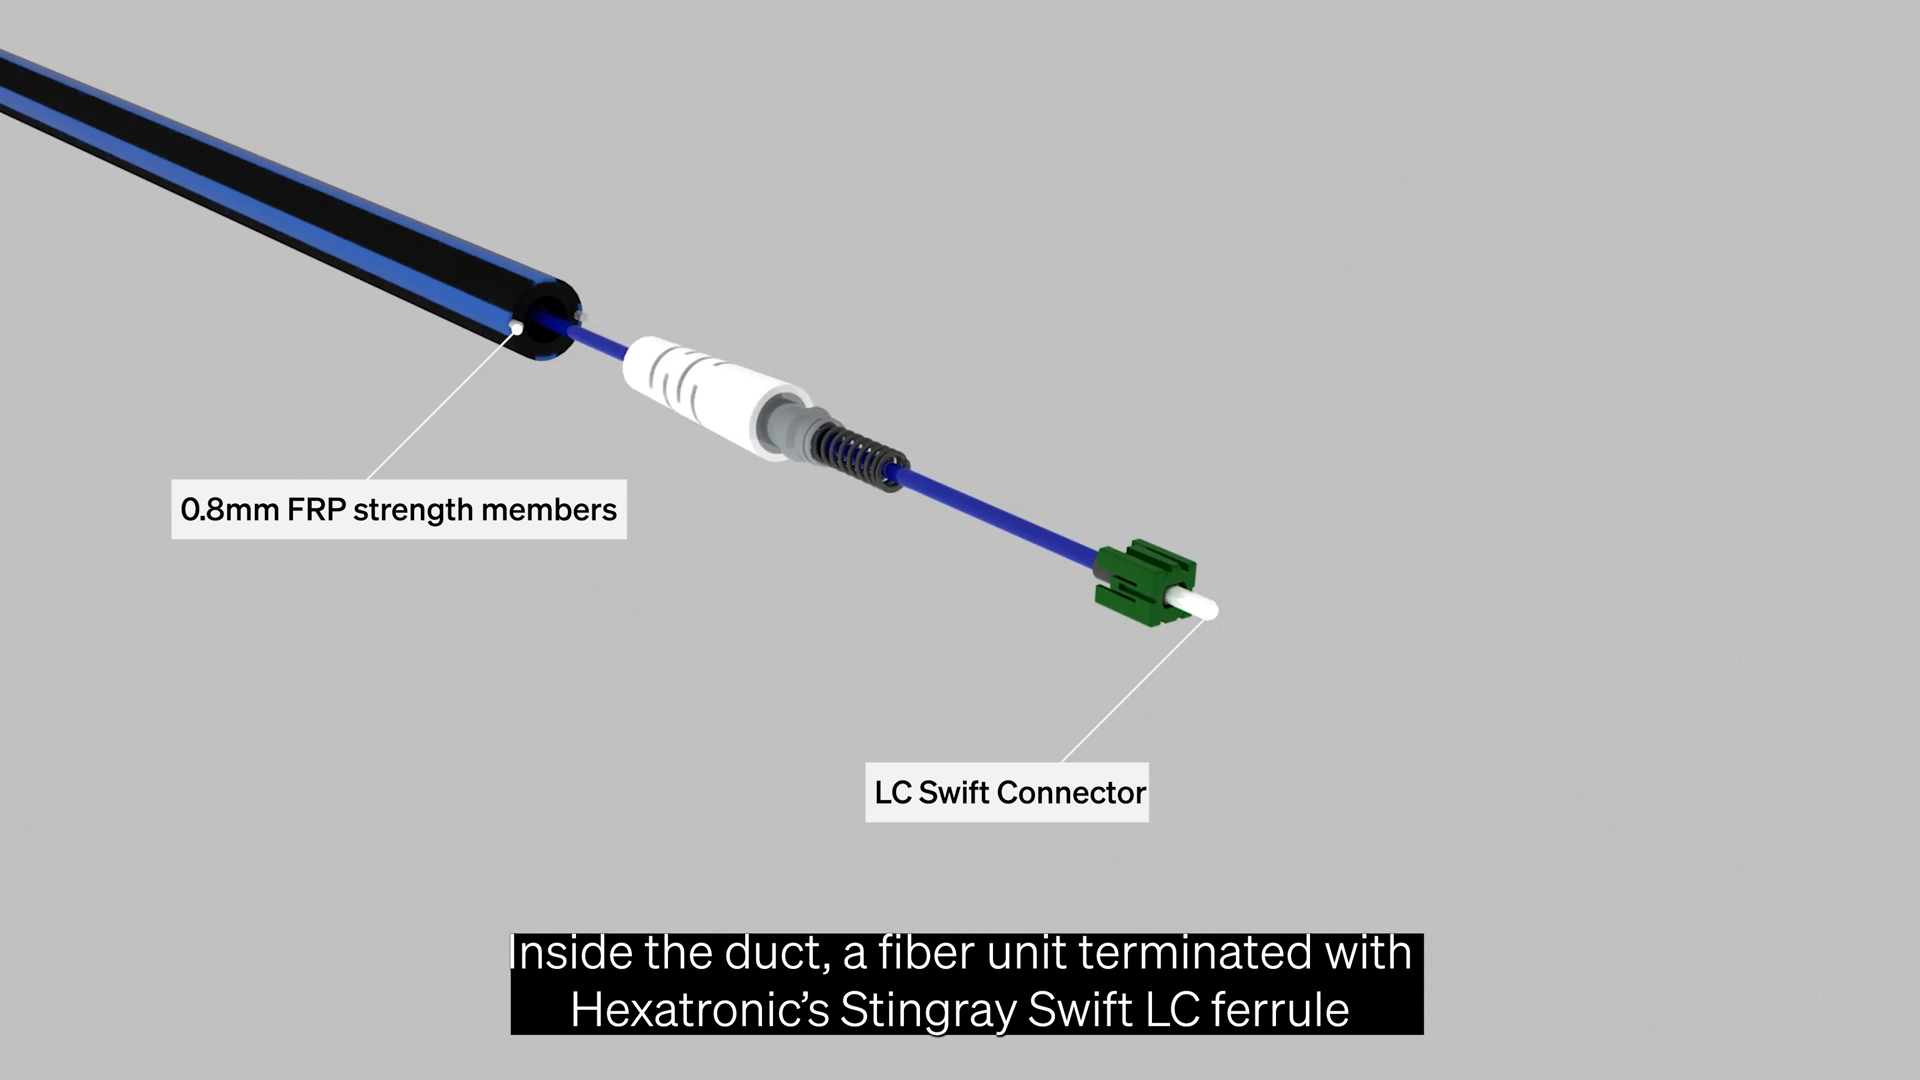 0.8mm FRP strength members
LC Swift Connector
Inside the duct, a fiber unit terminated with
Hexatronic’s Stingray Swift LC ferrule